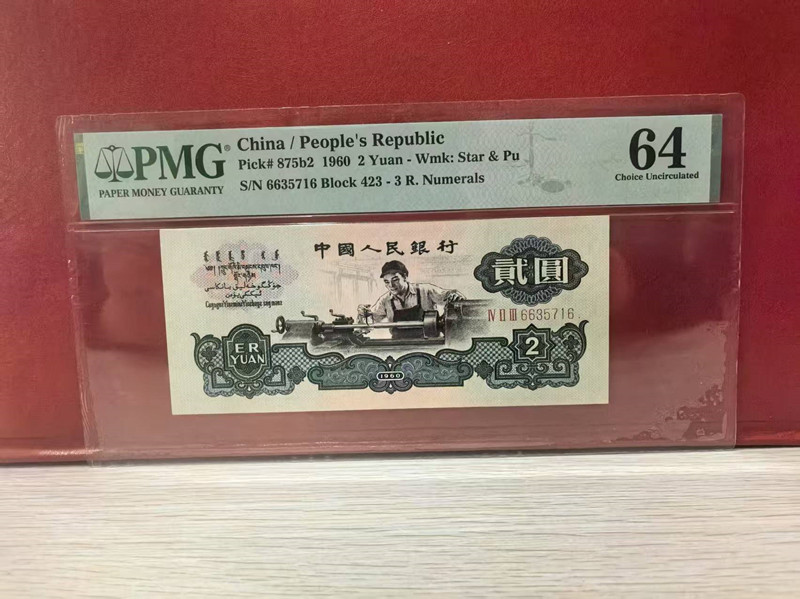 PMG
PAPER MONEY GUARANTY
China / People's Republic
Pick# 875b2 1960 2 Yuan - Wmk: Star & Pu
S/N 6635716 Block 423 - 3 R. Numerals
64
Choice Uncirculated
中國人民銀行
貳圓
IV II III 6635716
ER
YUAN
2
1960